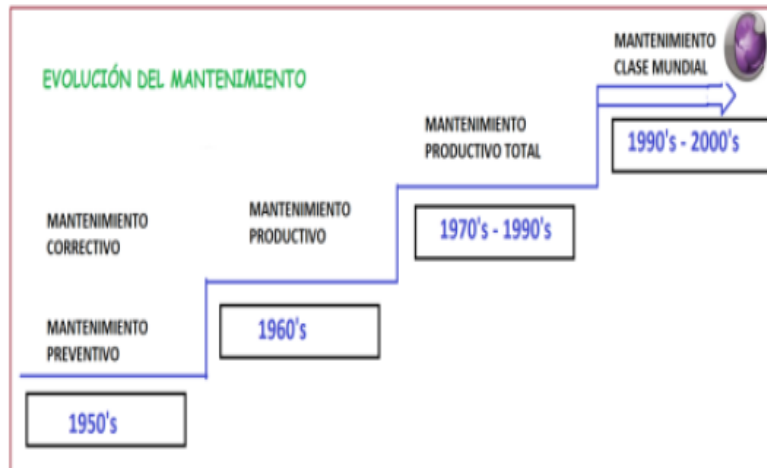 EVOLUCIÓN DEL MANTENIMIENTO
MANTENIMIENTO
CORRECTIVO
MANTENIMIENTO
PREVENTIVO
1950's
MANTENIMIENTO
PRODUCTIVO
1960's
MANTENIMIENTO
PRODUCTIVO TOTAL
1970's - 1990's
MANTENIMIENTO
CLASE MUNDIAL
1990's - 2000's